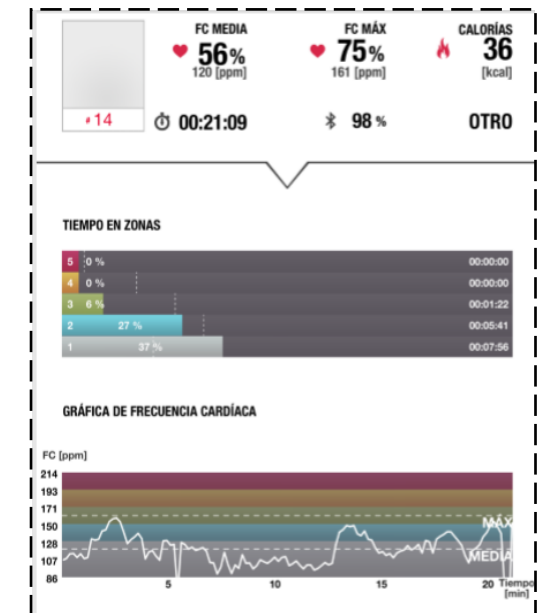 FC MEDIA
56%
120 [ppm]
FC MÁX
75%
161 [ppm]
CALORÍAS
36
[kcal]
14
00:21:09
98 %
OTRO
TIEMPO EN ZONAS
5 0 % 00:00:00
4 0 % 00:00:00
3 6 % 00:01:22
2 27 % 00:05:41
1 37 % 00:07:56
GRÁFICA DE FRECUENCIA CARDÍACA
FC [ppm]
214
193
171
150
128
107
86
MÁX
MEDIA
5 10 15 20 Tiempo
[min]